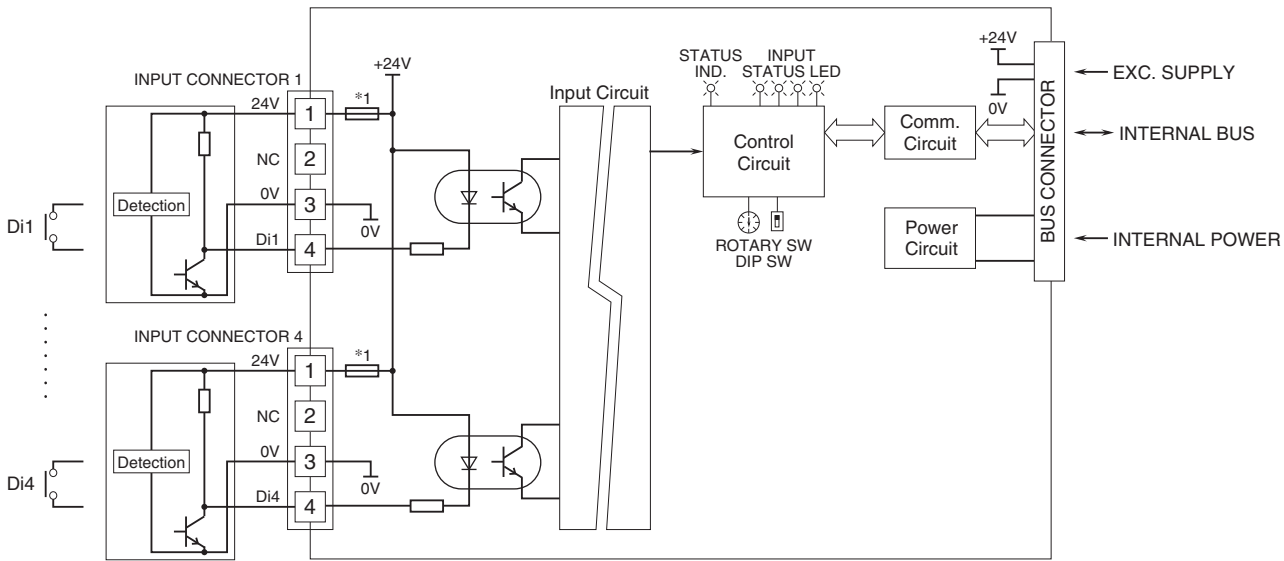 INPUT CONNECTOR 1
24V
1
*1
+24V
NC
2
Detection
0V
3
0V
Di1
4
Di1
INPUT CONNECTOR 4
24V
1
*1
NC
2
Detection
0V
3
0V
Di4
4
Di4
Input Circuit
STATUS
IND.
INPUT
STATUS LED
Control
Circuit
ROTARY SW
DIP SW
Comm.
Circuit
Power
Circuit
+24V
0V
BUS CONNECTOR
EXC. SUPPLY
INTERNAL BUS
INTERNAL POWER